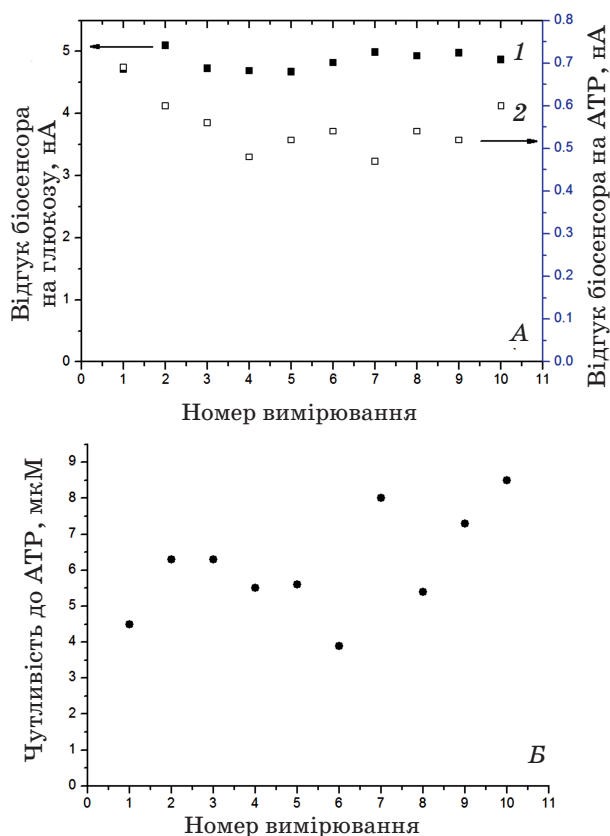 Відгук біосенсора
на глюкозу, нА
5
4
3
2
1
0
0 1 2 3 4 5 6 7 8 9 10 11
0.8
0.7
0.6
0.5
0.4
0.3
0.2
0.1
0.0
Відгук біосенсора на АТР, нА
1
2
А
Номер вимірювання
Чутливість до АТР, мкМ
9
8
7
6
5
4
3
2
1
0
0 1 2 3 4 5 6 7 8 9 10 11
Б
Номер вимірювання